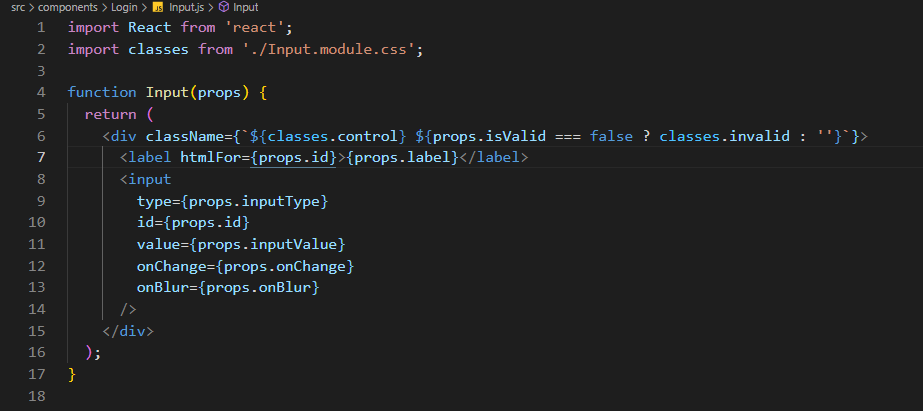 src > components > Login > JS Input.js > Input
1 import React from 'react';
2 import classes from './Input.module.css';
3
4 function Input(props) {
5   return (
6     <div className={`${classes.control} ${props.isValid === false ? classes.invalid : ''}`}>
7       <label htmlFor={props.id}>{props.label}</label>
8       <input
9         type={props.inputType}
10         id={props.id}
11         value={props.inputValue}
12         onChange={props.onChange}
13         onBlur={props.onBlur}
14       />
15     </div>
16   );
17 }
18